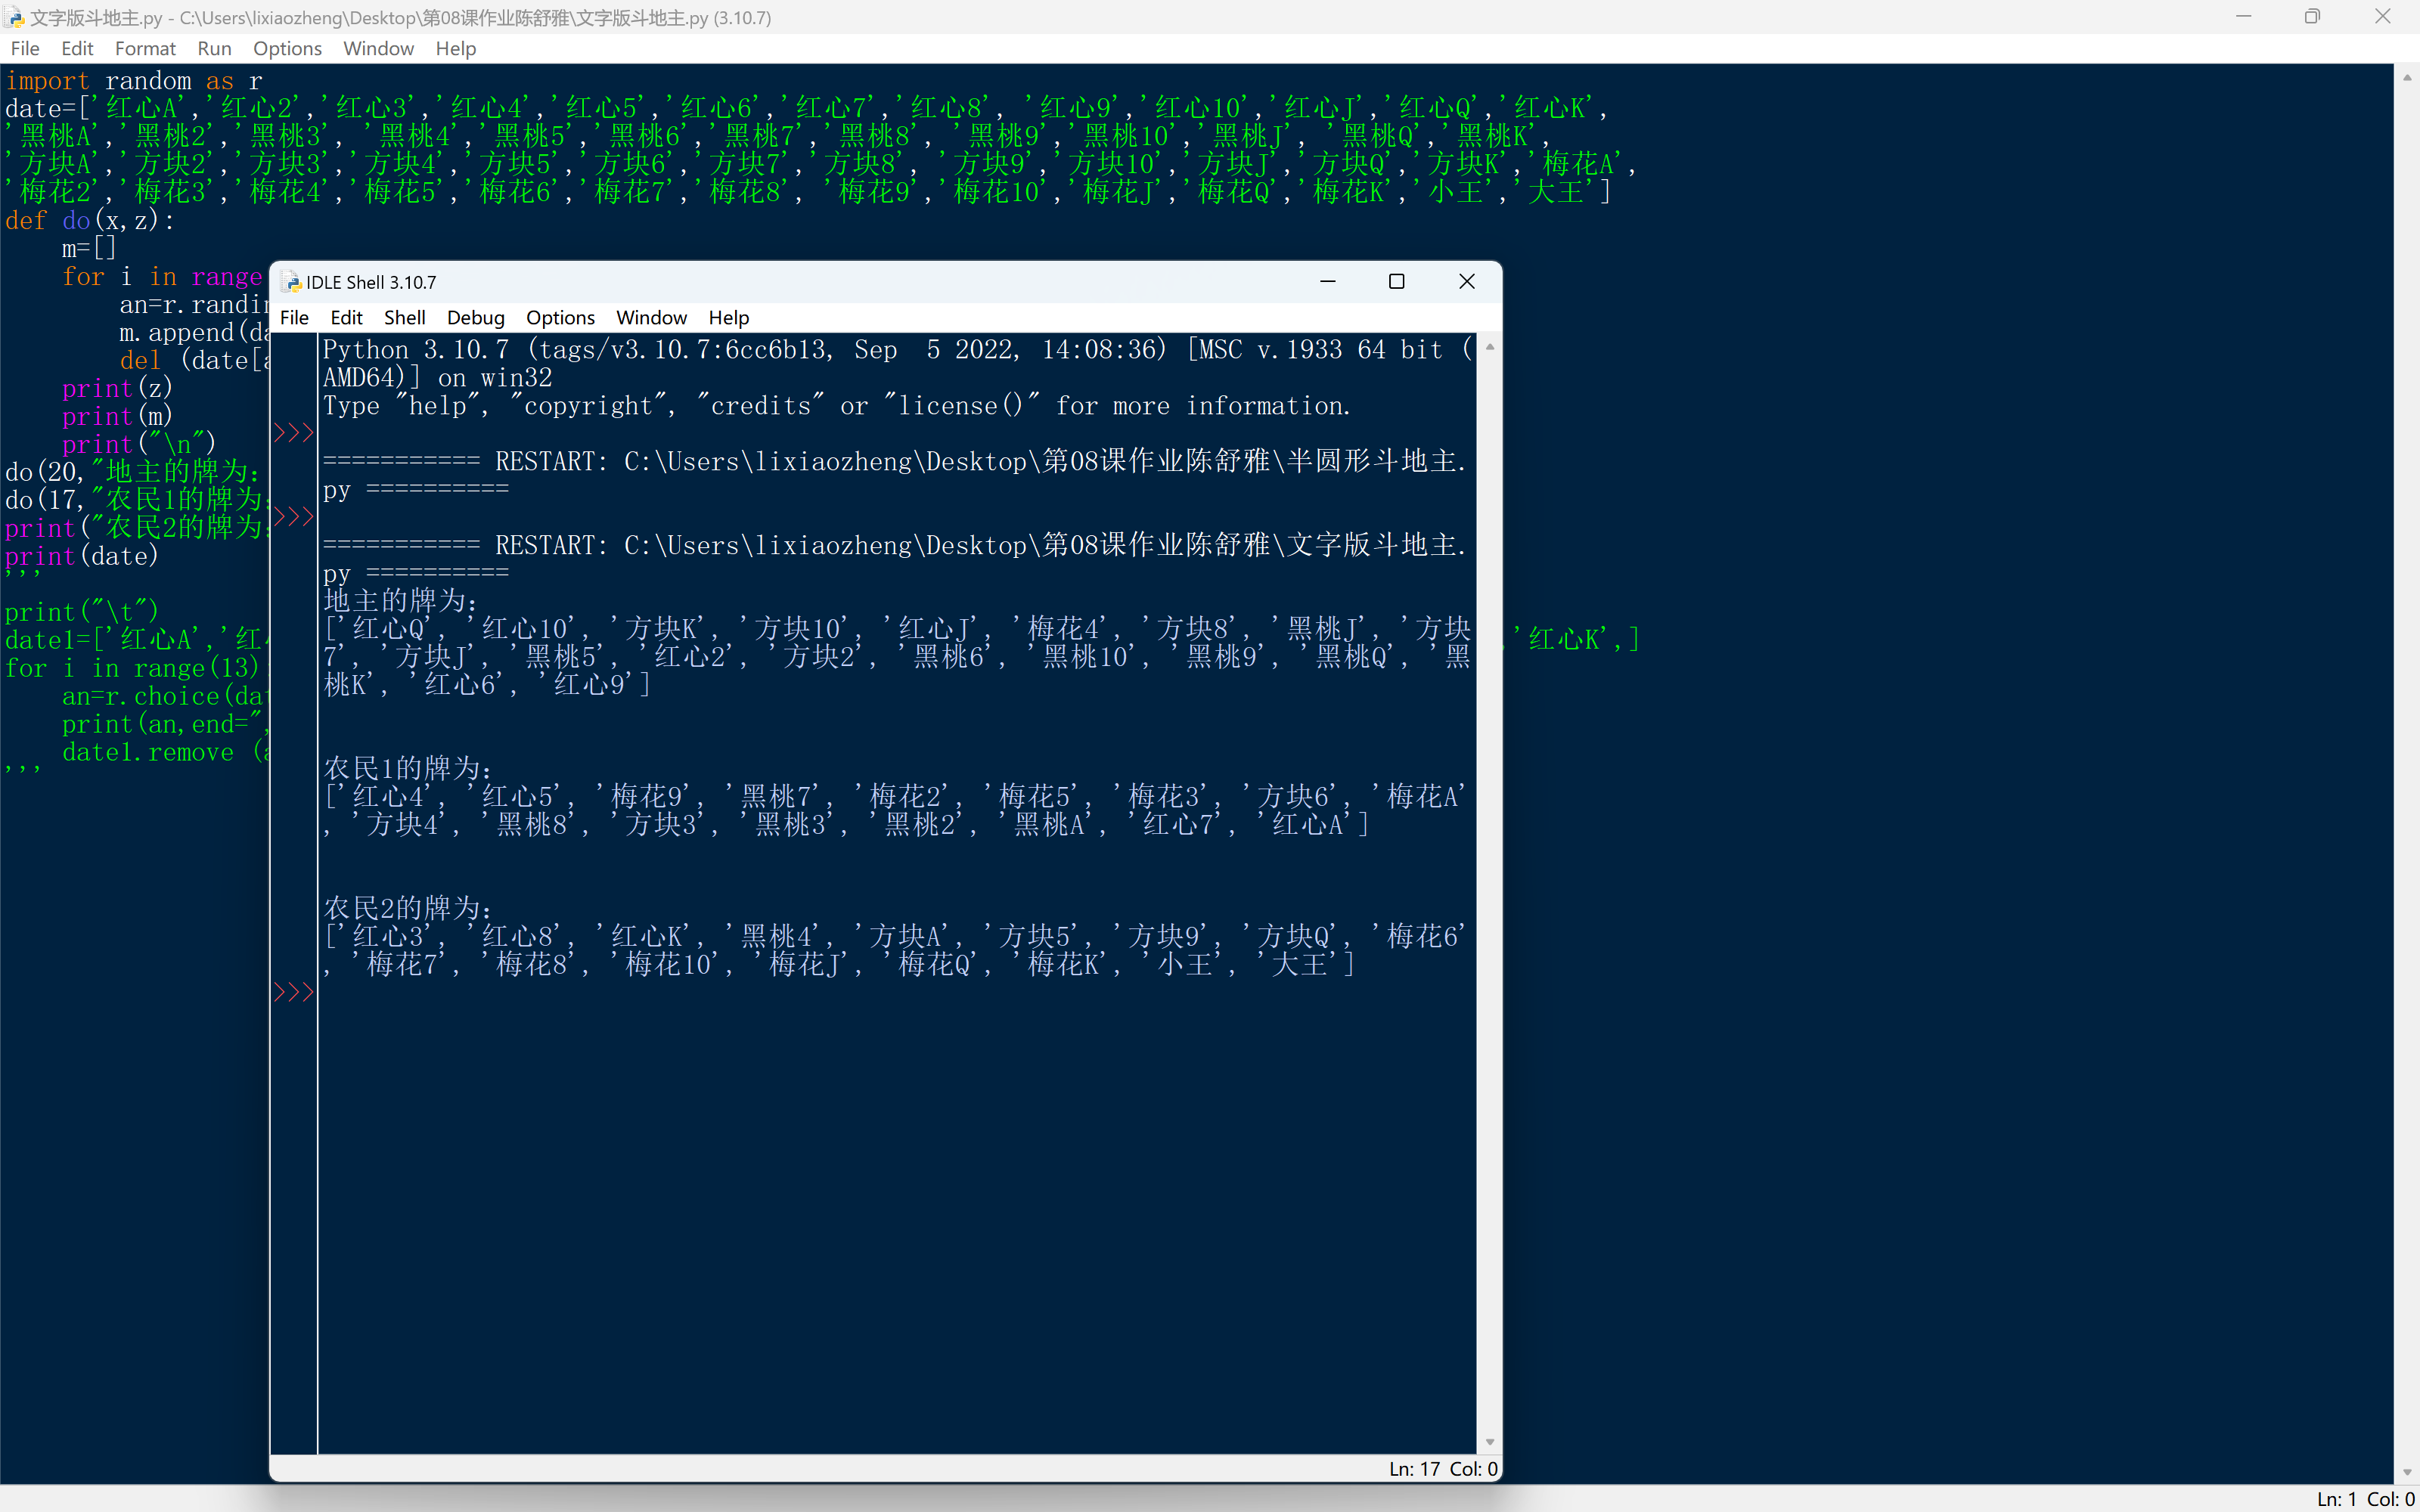 文字版斗地主.py - C:\Users\lixiaozheng\Desktop\第08课作业陈舒雅\文字版斗地主.py (3.10.7)
File Edit Format Run Options Window Help
import random as r
date=['红心A','红心2','红心3','红心4','红心5','红心6','红心7','红心8', '红心9','红心10','红心J','红心Q','红心K',
'黑桃A','黑桃2','黑桃3', '黑桃4','黑桃5','黑桃6','黑桃7','黑桃8', '黑桃9','黑桃10','黑桃J', '黑桃Q','黑桃K',
'方块A','方块2','方块3','方块4','方块5','方块6','方块7','方块8', '方块9','方块10','方块J','方块Q','方块K','梅花A',
'梅花2','梅花3','梅花4','梅花5','梅花6','梅花7','梅花8', '梅花9','梅花10','梅花J','梅花Q','梅花K','小王','大王']
def do(x,z):
m=[]
for i in range
an=r.randin
m.append(da
del (date[a
print(z)
print(m)
print("\n")
do(20,"地主的牌为:
do(17,"农民1的牌为:
print("农民2的牌为:
print(date)
'''
print("\t")
date1=['红心A','红 ,'红心K',]
for i in range(13):
an=r.choice(dat
print(an,end=",
date1.remove (a
'''
IDLE Shell 3.10.7
File Edit Shell Debug Options Window Help
Python 3.10.7 (tags/v3.10.7:6cc6b13, Sep  5 2022, 14:08:36) [MSC v.1933 64 bit (
AMD64)] on win32
Type "help", "copyright", "credits" or "license()" for more information.
>>>
=========== RESTART: C:\Users\lixiaozheng\Desktop\第08课作业陈舒雅\半圆形斗地主.
py ==========
>>>
=========== RESTART: C:\Users\lixiaozheng\Desktop\第08课作业陈舒雅\文字版斗地主.
py ==========
地主的牌为:
['红心Q', '红心10', '方块K', '方块10', '红心J', '梅花4', '方块8', '黑桃J', '方块
7', '方块J', '黑桃5', '红心2', '方块2', '黑桃6', '黑桃10', '黑桃9', '黑桃Q', '黑
桃K', '红心6', '红心9']
农民1的牌为:
['红心4', '红心5', '梅花9', '黑桃7', '梅花2', '梅花5', '梅花3', '方块6', '梅花A'
, '方块4', '黑桃8', '方块3', '黑桃3', '黑桃2', '黑桃A', '红心7', '红心A']
农民2的牌为:
['红心3', '红心8', '红心K', '黑桃4', '方块A', '方块5', '方块9', '方块Q', '梅花6'
, '梅花7', '梅花8', '梅花10', '梅花J', '梅花Q', '梅花K', '小王', '大王']
>>>
Ln: 17 Col: 0
Ln: 1 Col: 0